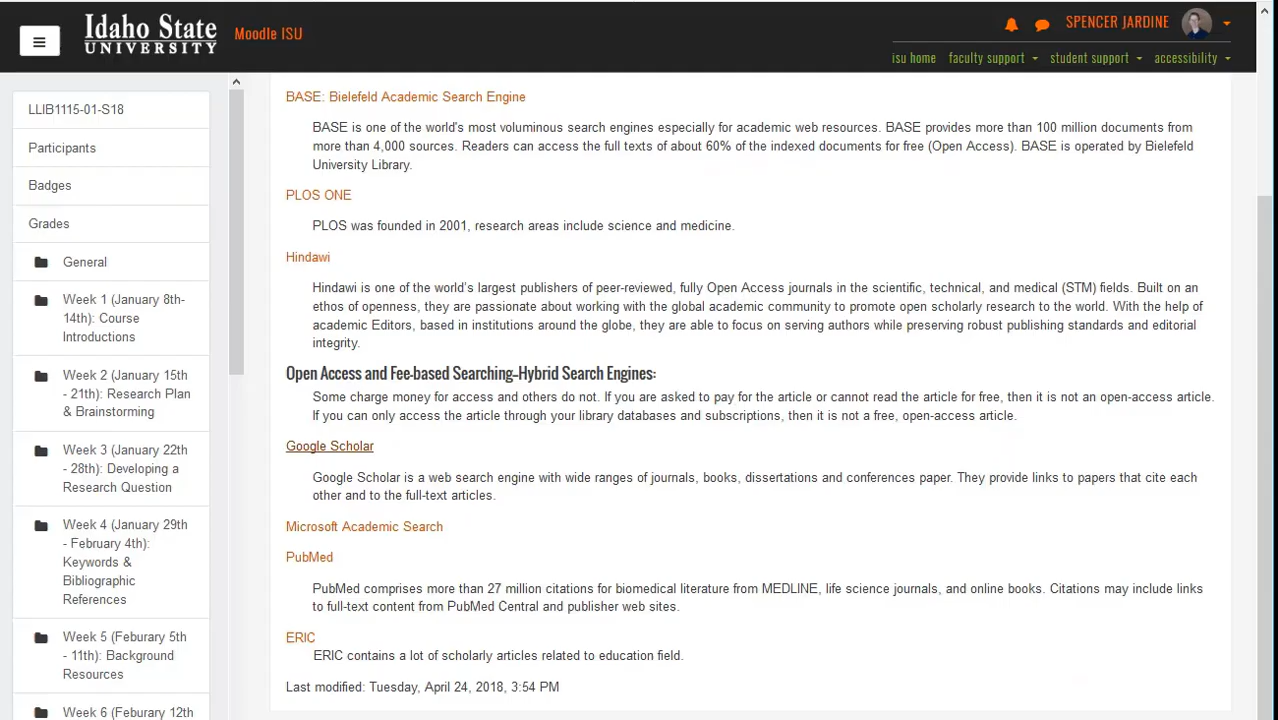 Idaho State
UNIVERSITY
Moodle ISU
SPENCER JARDINE
isu home faculty support student support accessibility
LLIB1115-01-S18
Participants
Badges
Grades
General
Week 1 (January 8th-
14th): Course
Introductions
Week 2 (January 15th
- 21th): Research Plan
& Brainstorming
Week 3 (January 22th
- 28th): Developing a
Research Question
Week 4 (January 29th
- February 4th):
Keywords &
Bibliographic
References
Week 5 (Feburary 5th
- 11th): Background
Resources
Week 6 (Feburary 12th
BASE: Bielefeld Academic Search Engine
BASE is one of the world's most voluminous search engines especially for academic web resources. BASE provides more than 100 million documents from
more than 4,000 sources. Readers can access the full texts of about 60% of the indexed documents for free (Open Access). BASE is operated by Bielefeld
University Library.
PLOS ONE
PLOS was founded in 2001, research areas include science and medicine.
Hindawi
Hindawi is one of the world's largest publishers of peer-reviewed, fully Open Access journals in the scientific, technical, and medical (STM) fields. Built on an
ethos of openness, they are passionate about working with the global academic community to promote open scholarly research to the world. With the help of
academic Editors, based in institutions around the globe, they are able to focus on serving authors while preserving robust publishing standards and editorial
integrity.
Open Access and Fee-based Searching--Hybrid Search Engines:
Some charge money for access and others do not. If you are asked to pay for the article or cannot read the article for free, then it is not an open-access article.
If you can only access the article through your library databases and subscriptions, then it is not a free, open-access article.
Google Scholar
Google Scholar is a web search engine with wide ranges of journals, books, dissertations and conferences paper. They provide links to papers that cite each
other and to the full-text articles.
Microsoft Academic Search
PubMed
PubMed comprises more than 27 million citations for biomedical literature from MEDLINE, life science journals, and online books. Citations may include links
to full-text content from PubMed Central and publisher web sites.
ERIC
ERIC contains a lot of scholarly articles related to education field.
Last modified: Tuesday, April 24, 2018, 3:54 PM